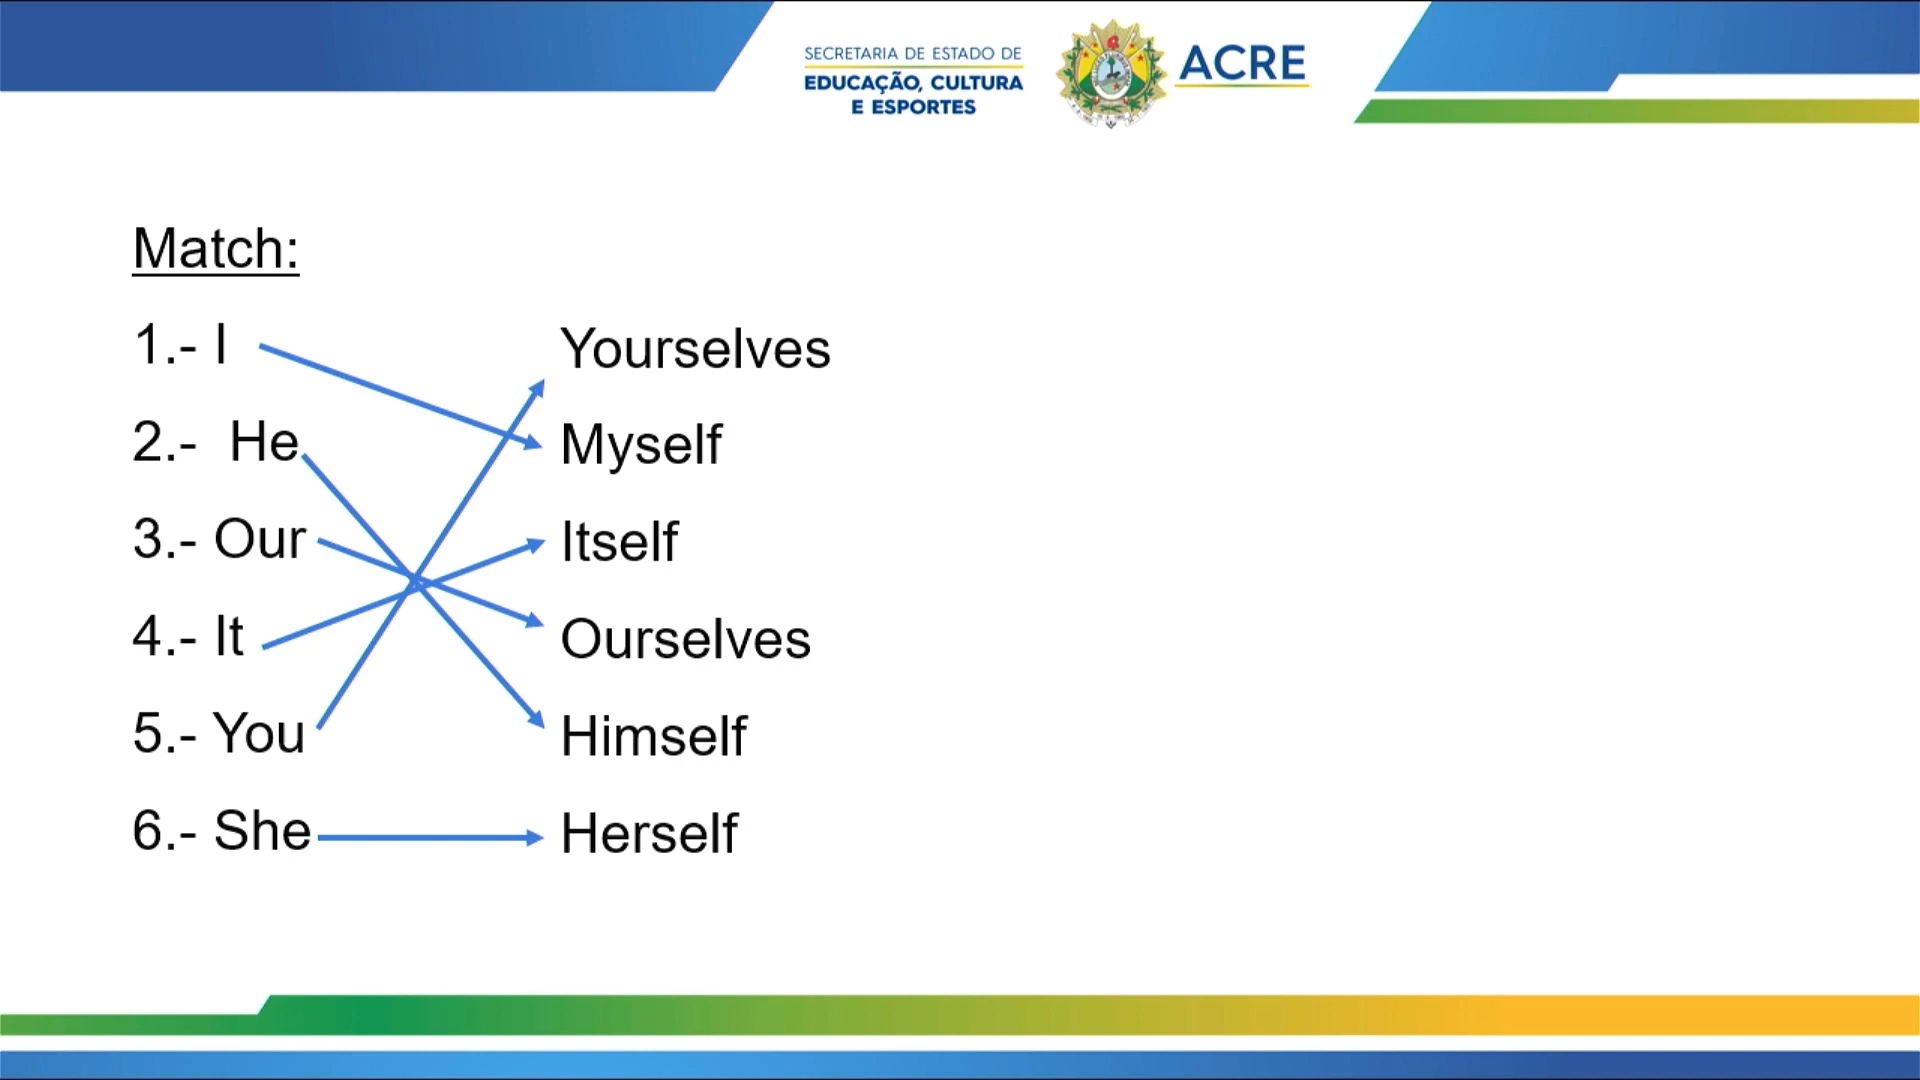 SECRETARIA DE ESTADO DE
EDUCAÇÃO, CULTURA
E ESPORTES
ACRE
Match:
1.- I
Yourselves
2.-  He
Myself
3.- Our
Itself
4.- It
Ourselves
5.- You
Himself
6.- She
Herself